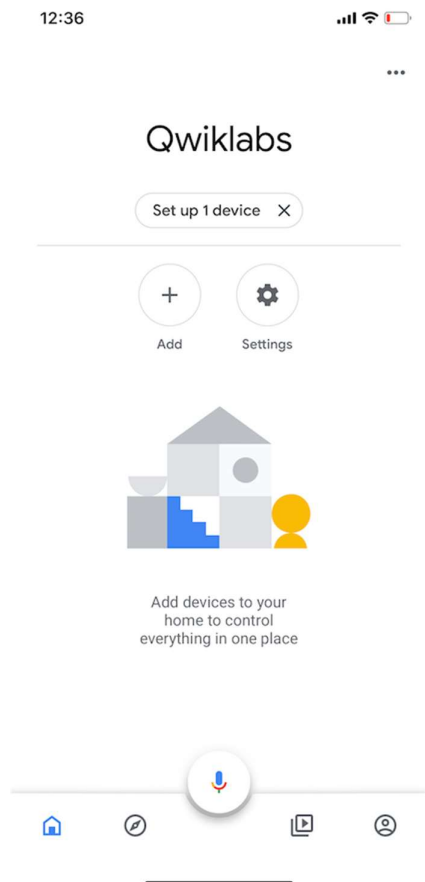 12:36
Qwiklabs
Set up 1 device
Add
Settings
Add devices to your
home to control
everything in one place